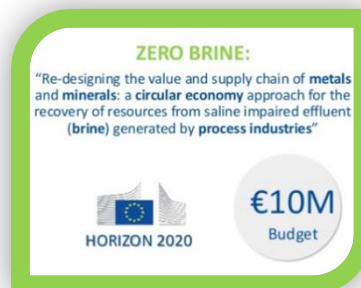 ZERO BRINE:
“Re-designing the value and supply chain of metals
and minerals: a circular economy approach for the
recovery of resources from saline impaired effluent
(brine) generated by process industries”
€10M
Budget
HORIZON 2020